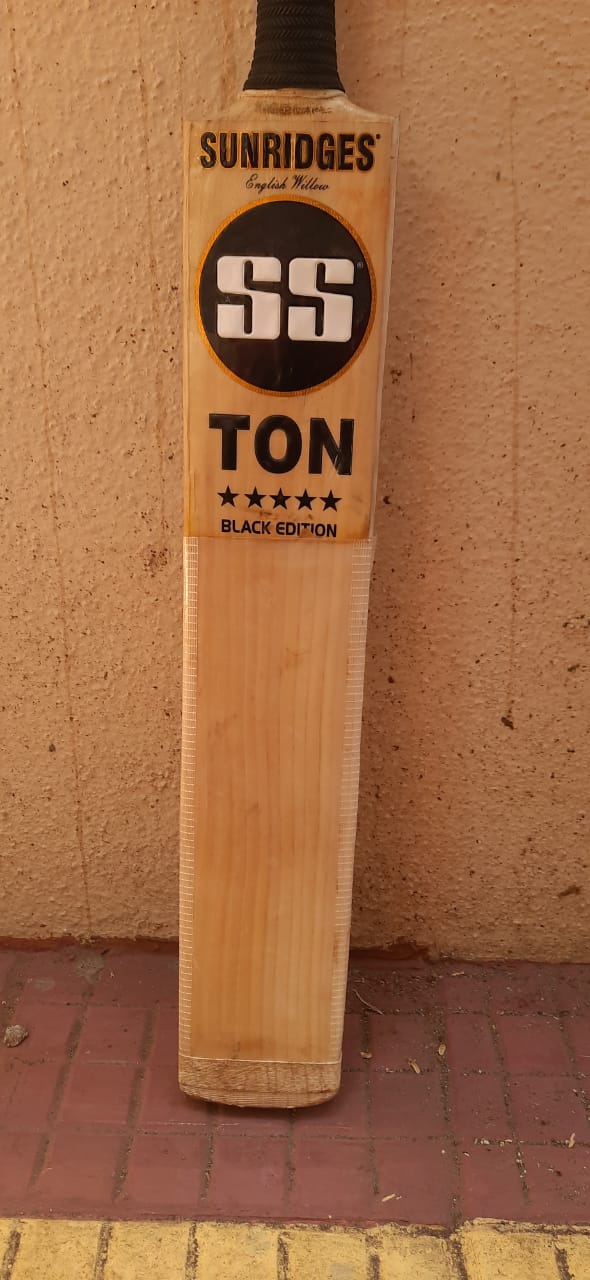 SUNRIDGES
English Willow
SS®
TON
BLACK EDITION